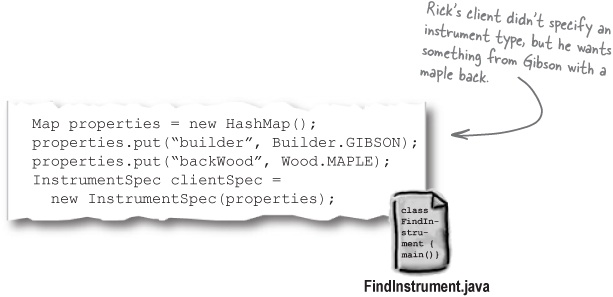 Rick's client didn't specify an
instrument type, but he wants
something from Gibson with a
maple back.
Map properties = new HashMap();
properties.put(“builder”, Builder.GIBSON);
properties.put(“backWood”, Wood.MAPLE);
InstrumentSpec clientSpec =
new InstrumentSpec(properties);
class
FindIn-
stru-
ment {
main()}
FindInstrument.java